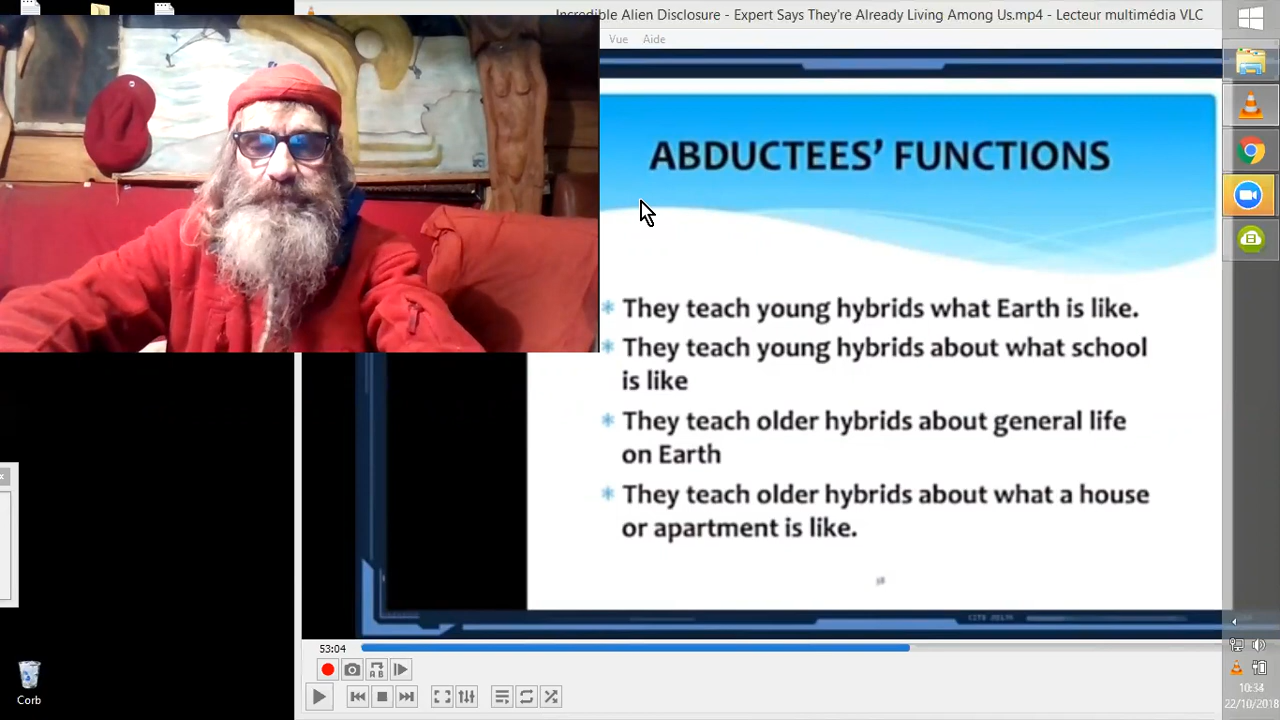 Incredible Alien Disclosure - Expert Says They're Already Living Among Us.mp4 - Lecteur multimédia VLC
Vue Aide
ABDUCTEES' FUNCTIONS
* They teach young hybrids what Earth is like.
* They teach young hybrids about what school
is like
* They teach older hybrids about general life
on Earth
* They teach older hybrids about what a house
or apartment is like.
53:04
A B
Corb
10:34
22/10/2018